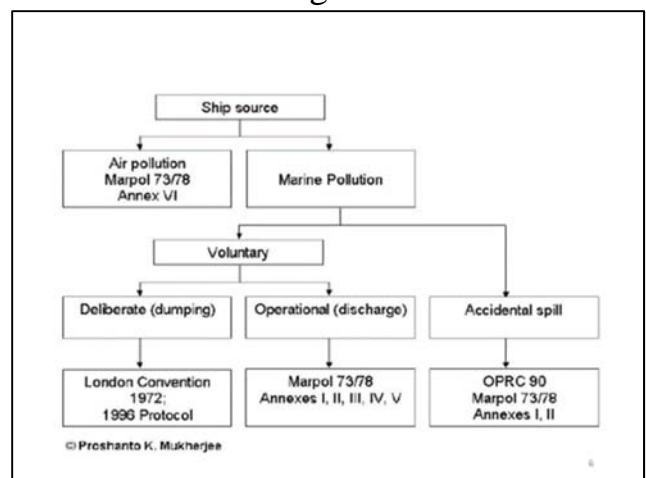 Ship source
Air pollution
Marpol 73/78
Annex VI
Marine Pollution
Voluntary
Deliberate (dumping)
Operational (discharge)
Accidental spill
London Convention
1972;
1996 Protocol
Marpol 73/78
Annexes I, II, III, IV, V
OPRC 90
Marpol 73/78
Annexes I, II
© Proshanto K. Mukherjee